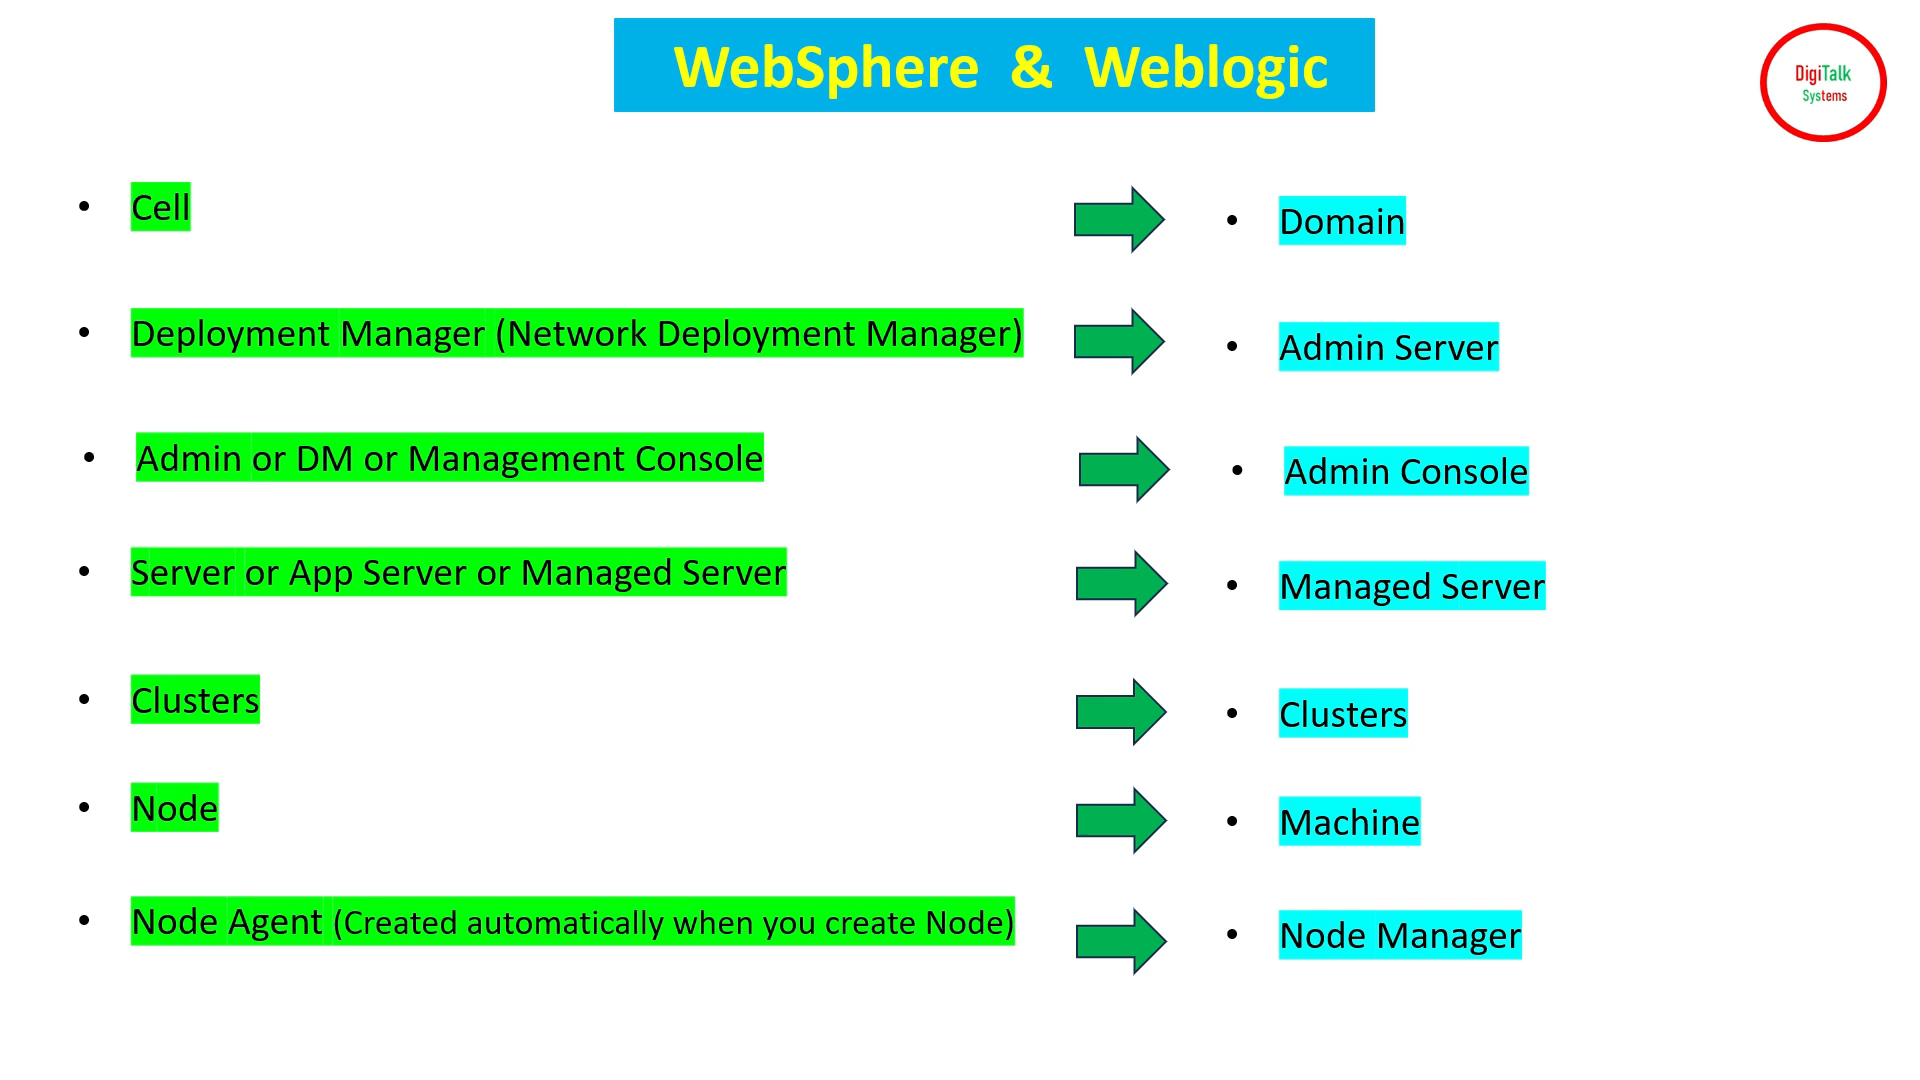 WebSphere & Weblogic
DigiTalk
Systems
• Cell
• Domain
• Deployment Manager (Network Deployment Manager)
• Admin Server
• Admin or DM or Management Console
• Admin Console
• Server or App Server or Managed Server
• Managed Server
• Clusters
• Clusters
• Node
• Machine
• Node Agent (Created automatically when you create Node)
• Node Manager